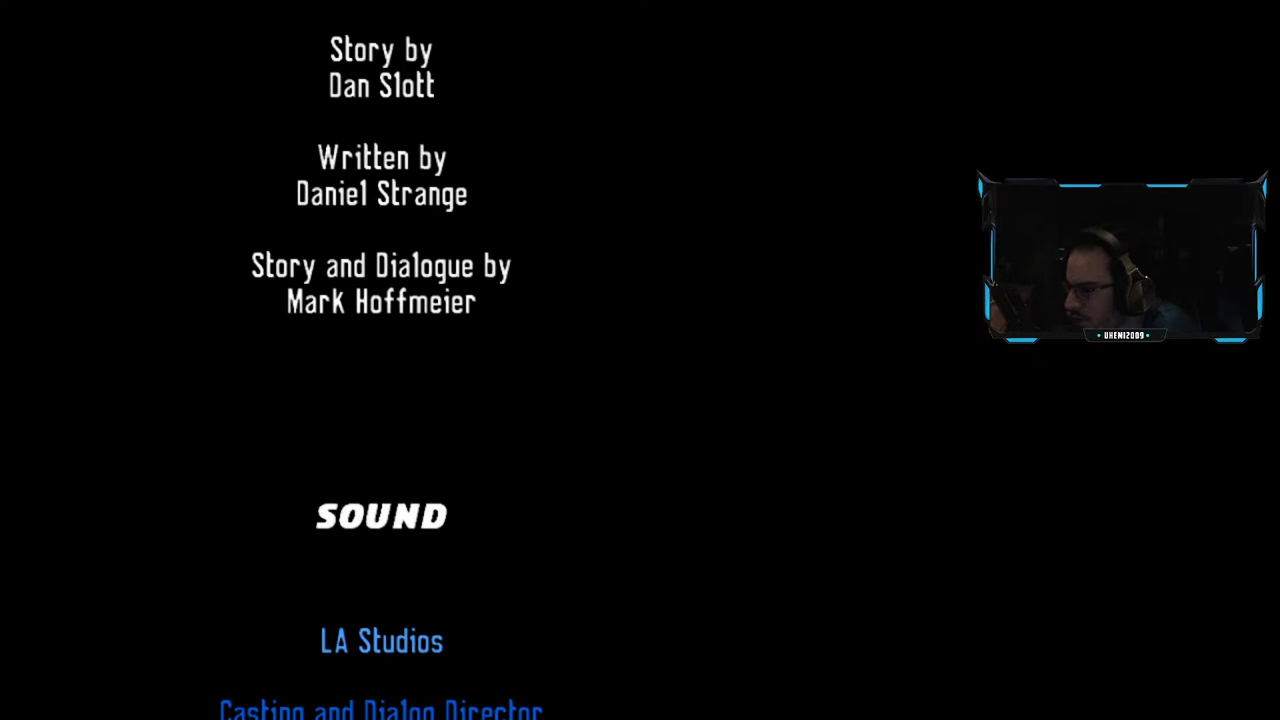 Story by
Dan Slott
Written by
Daniel Strange
Story and Dialogue by
Mark Hoffmeier
SOUND
LA Studios
Casting and Dialog Director
UKEMI2009